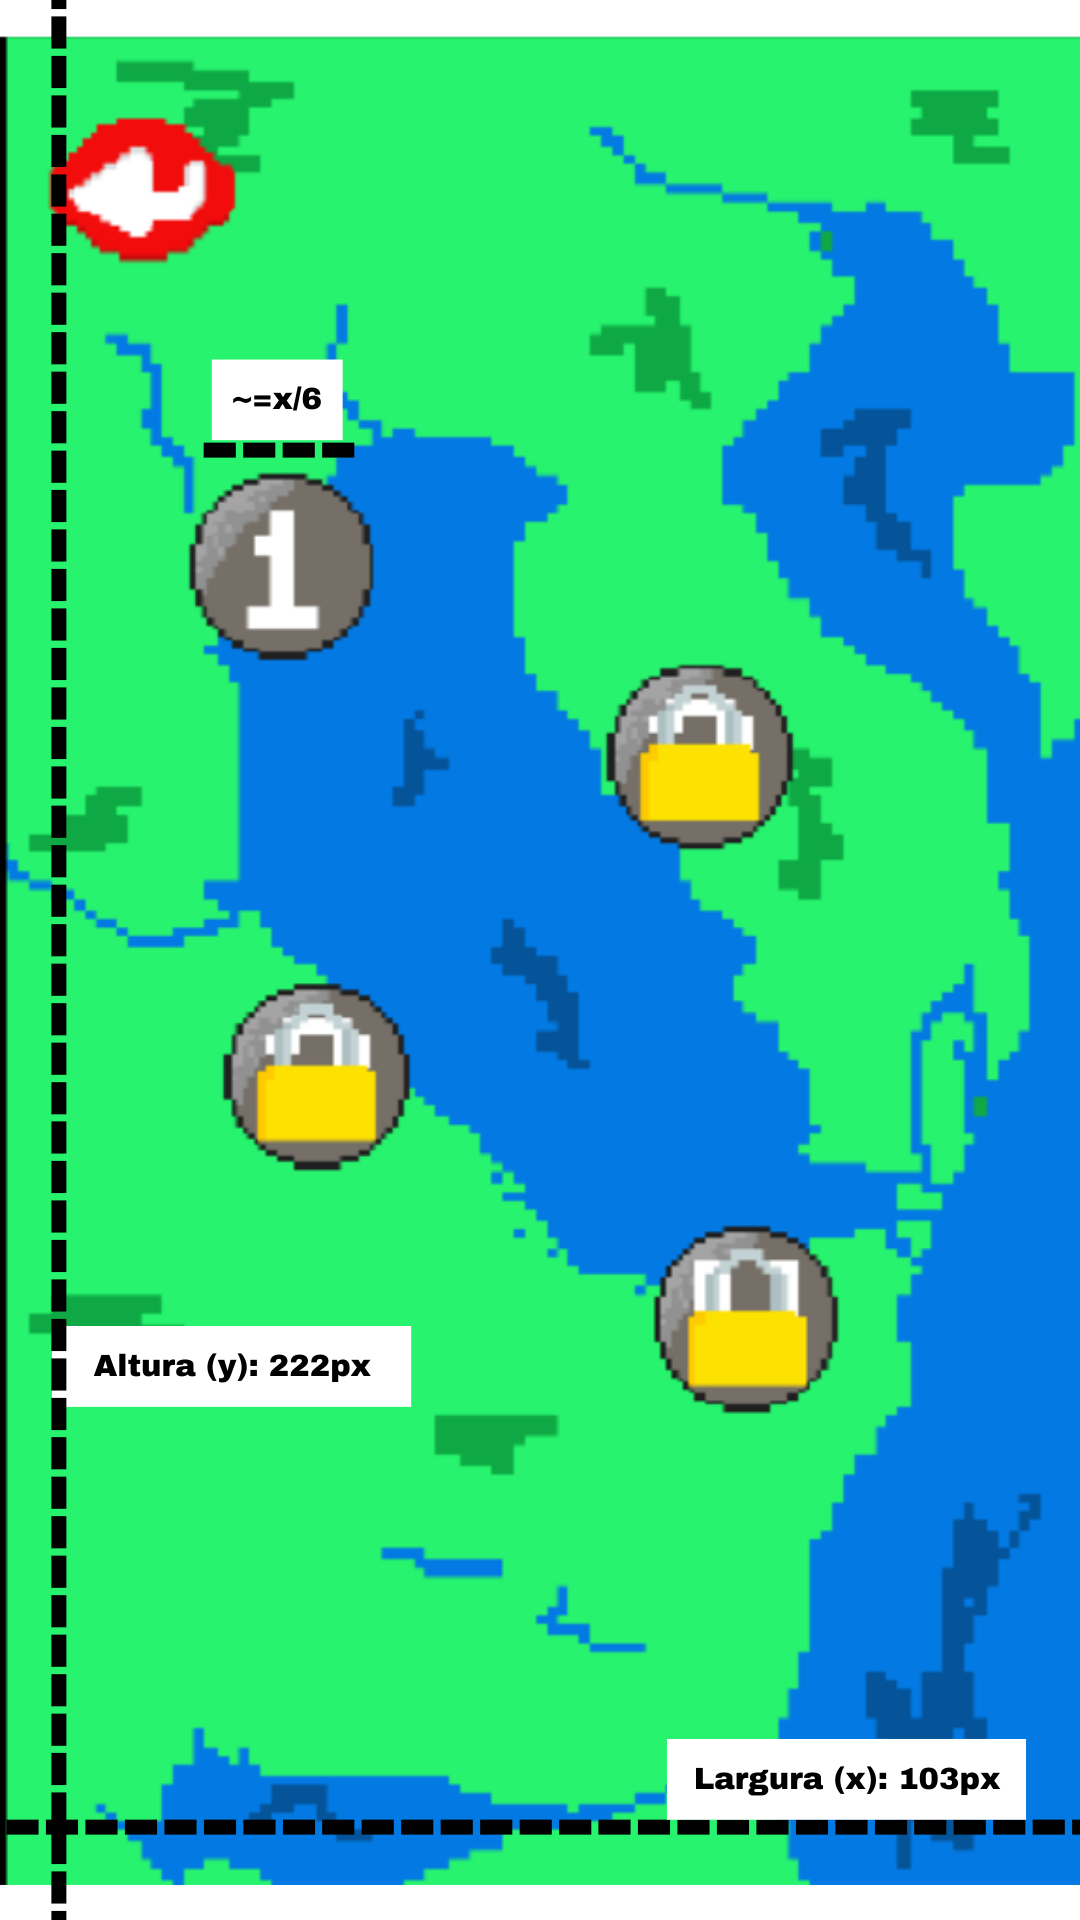 ~=x/6
1
Altura (y): 222px
Largura (x): 103px